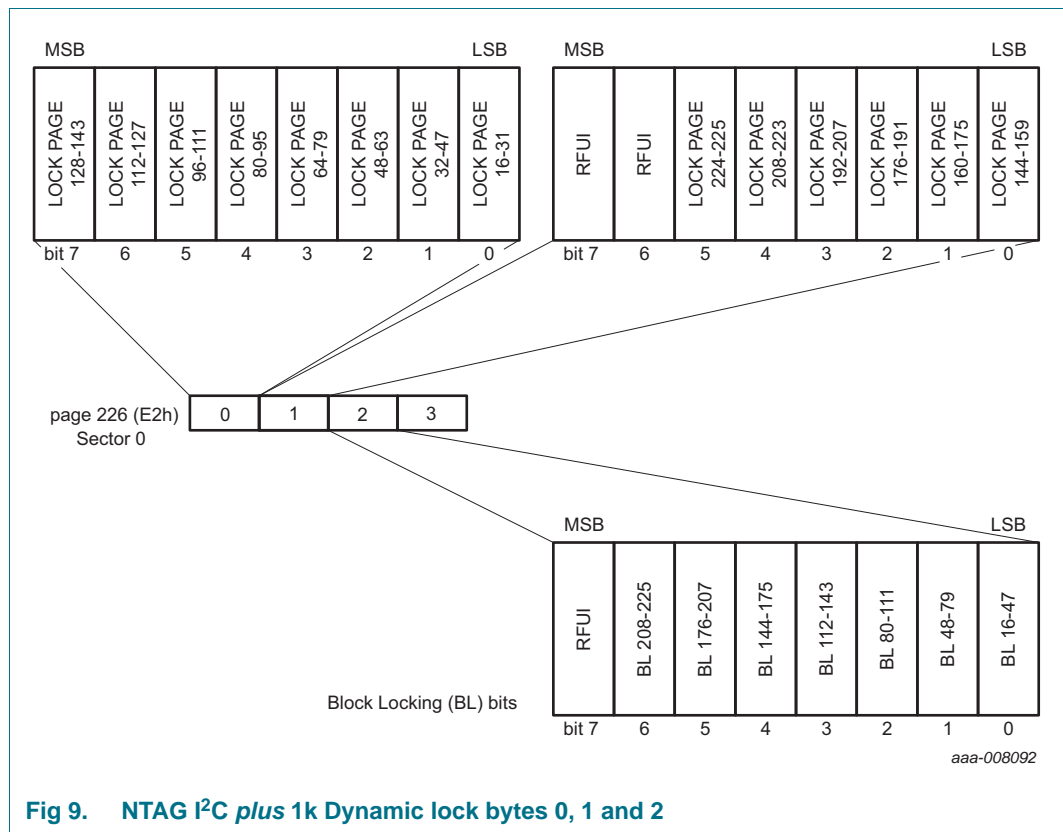 MSB LSB
LOCK PAGE 128-143
LOCK PAGE 112-127
LOCK PAGE 96-111
LOCK PAGE 80-95
LOCK PAGE 64-79
LOCK PAGE 48-63
LOCK PAGE 32-47
LOCK PAGE 16-31
bit 7 6 5 4 3 2 1 0
MSB LSB
RFUI
RFUI
LOCK PAGE 224-225
LOCK PAGE 208-223
LOCK PAGE 192-207
LOCK PAGE 176-191
LOCK PAGE 160-175
LOCK PAGE 144-159
bit 7 6 5 4 3 2 1 0
page 226 (E2h) 0 1 2 3
Sector 0
MSB LSB
RFUI
BL 208-225
BL 176-207
BL 144-175
BL 112-143
BL 80-111
BL 48-79
BL 16-47
Block Locking (BL) bits
bit 7 6 5 4 3 2 1 0
aaa-008092
Fig 9. NTAG I²C plus 1k Dynamic lock bytes 0, 1 and 2